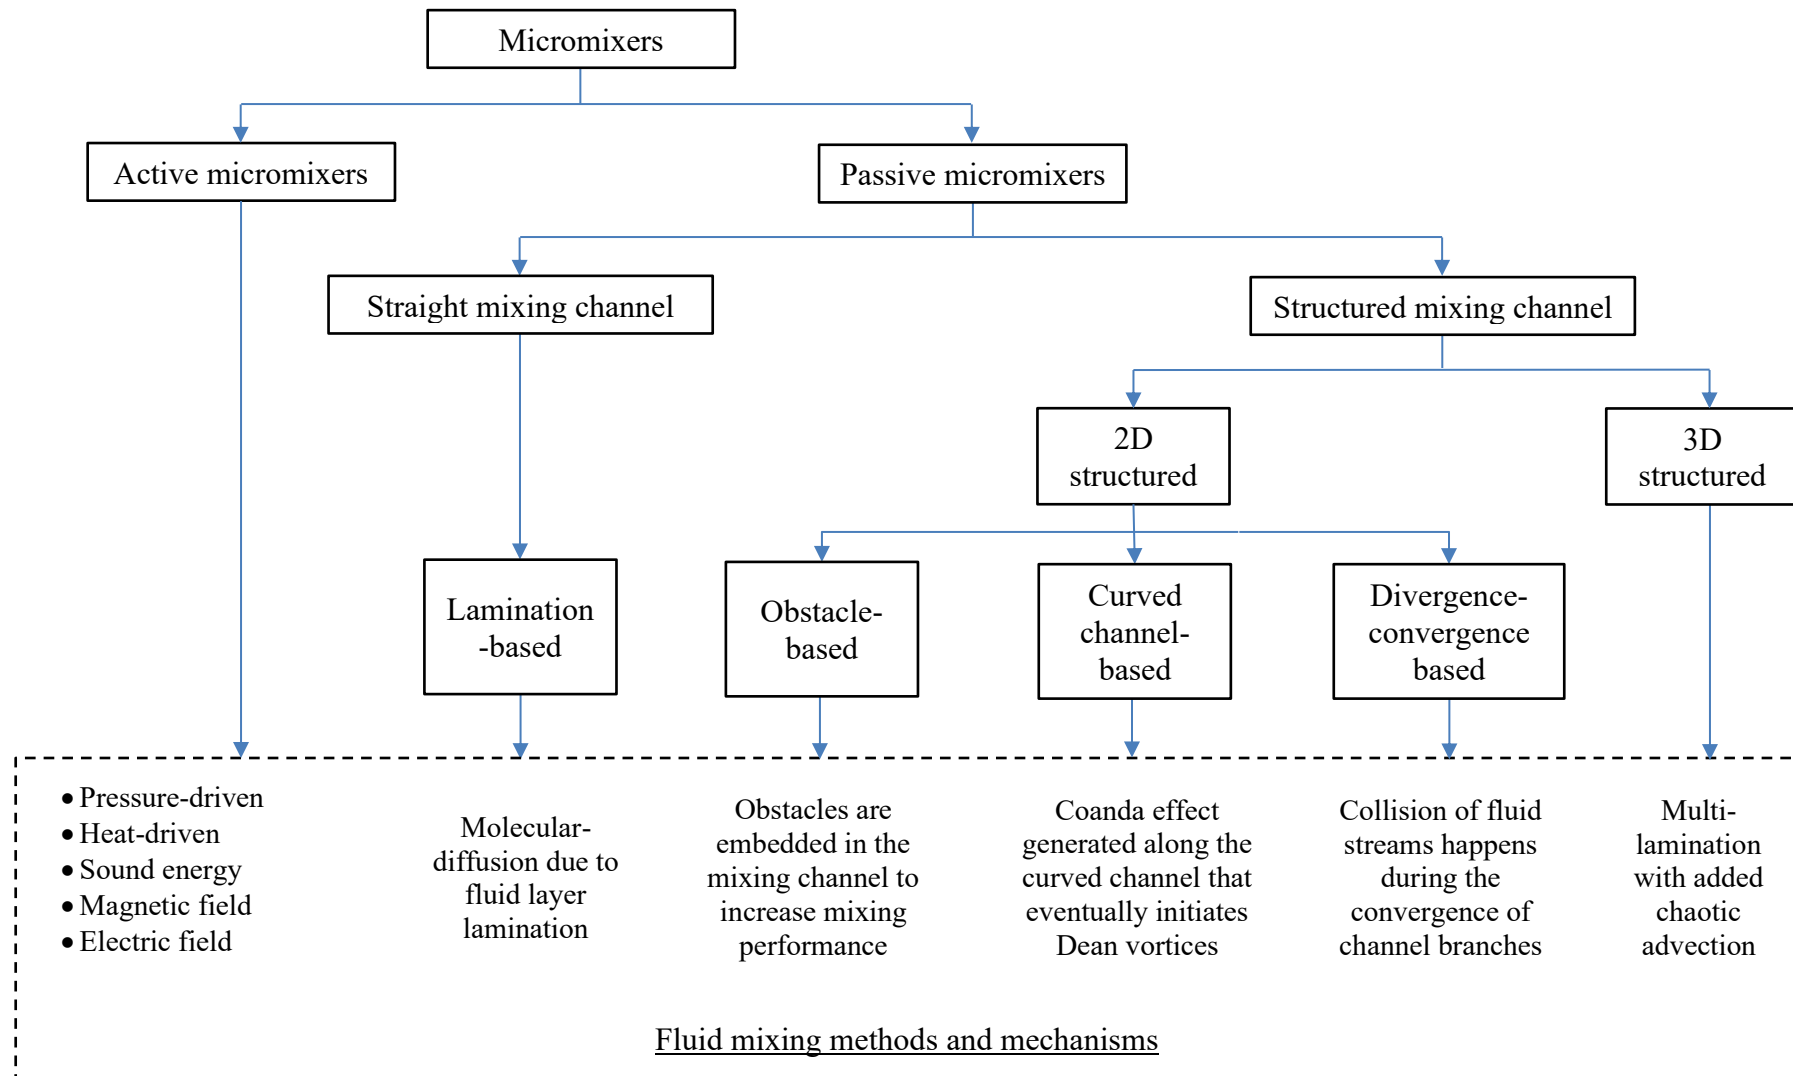 Micromixers
Active micromixers
Passive micromixers
Straight mixing channel
Structured mixing channel
2D
structured
3D
structured
Lamination
-based
Obstacle-
based
Curved
channel-
based
Divergence-
convergence
based
• Pressure-driven
• Heat-driven
• Sound energy
• Magnetic field
• Electric field
Molecular-
diffusion due to
fluid layer
lamination
Obstacles are
embedded in the
mixing channel to
increase mixing
performance
Coanda effect
generated along the
curved channel that
eventually initiates
Dean vortices
Collision of fluid
streams happens
during the
convergence of
channel branches
Multi-
lamination
with added
chaotic
advection
Fluid mixing methods and mechanisms